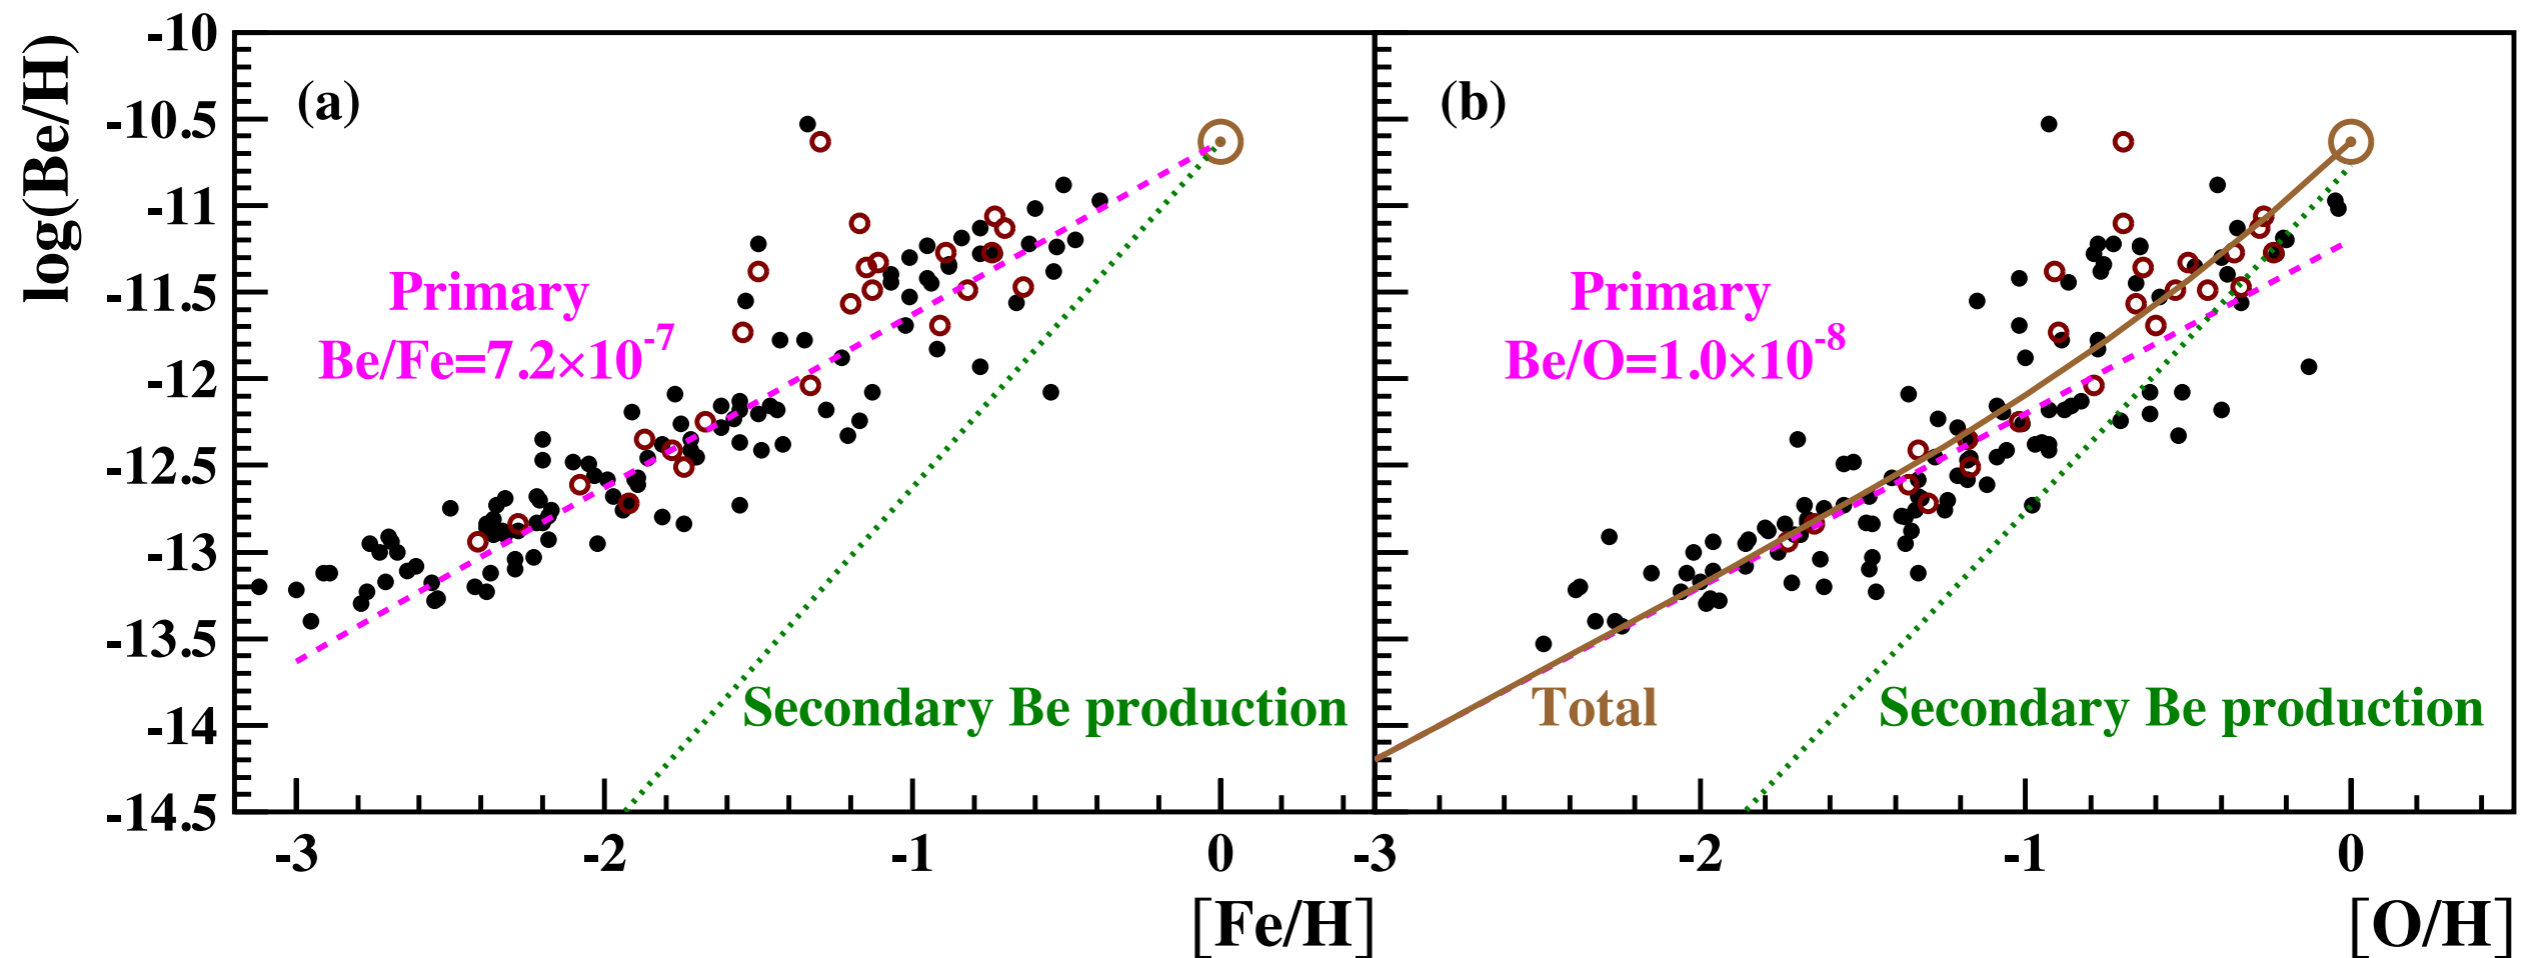 log(Be/H)
-10
-10.5
-11
-11.5
-12
-12.5
-13
-13.5
-14
-14.5
(a)
Primary
Be/Fe=7.2×10-7
Secondary Be production
-3
-2
-1
0
[Fe/H]
(b)
Primary
Be/O=1.0×10-8
Total
Secondary Be production
-3
-2
-1
0
[O/H]